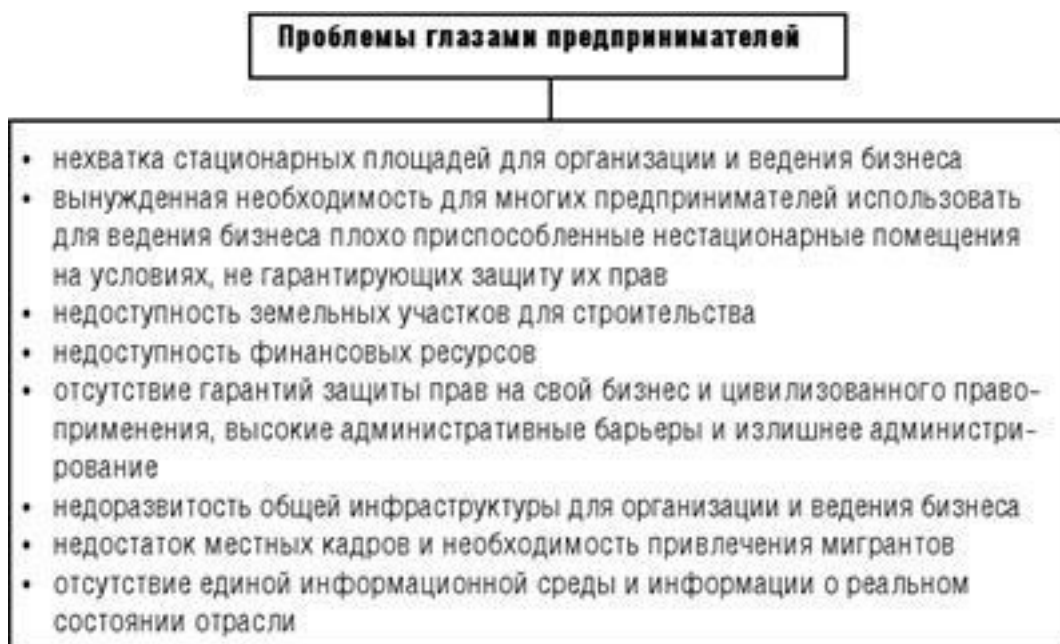 Проблемы глазами предпринимателей
• нехватка стационарных площадей для организации и ведения бизнеса
• вынужденная необходимость для многих предпринимателей использовать
для ведения бизнеса плохо приспособленные нестационарные помещения
на условиях, не гарантирующих защиту их прав
• недоступность земельных участков для строительства
• недоступность финансовых ресурсов
• отсутствие гарантий защиты прав на свой бизнес и цивилизованного право-
применения, высокие административные барьеры и излишнее администри-
рование
• недоразвитость общей инфраструктуры для организации и ведения бизнеса
• недостаток местных кадров и необходимость привлечения мигрантов
• отсутствие единой информационной среды и информации о реальном
состоянии отрасли